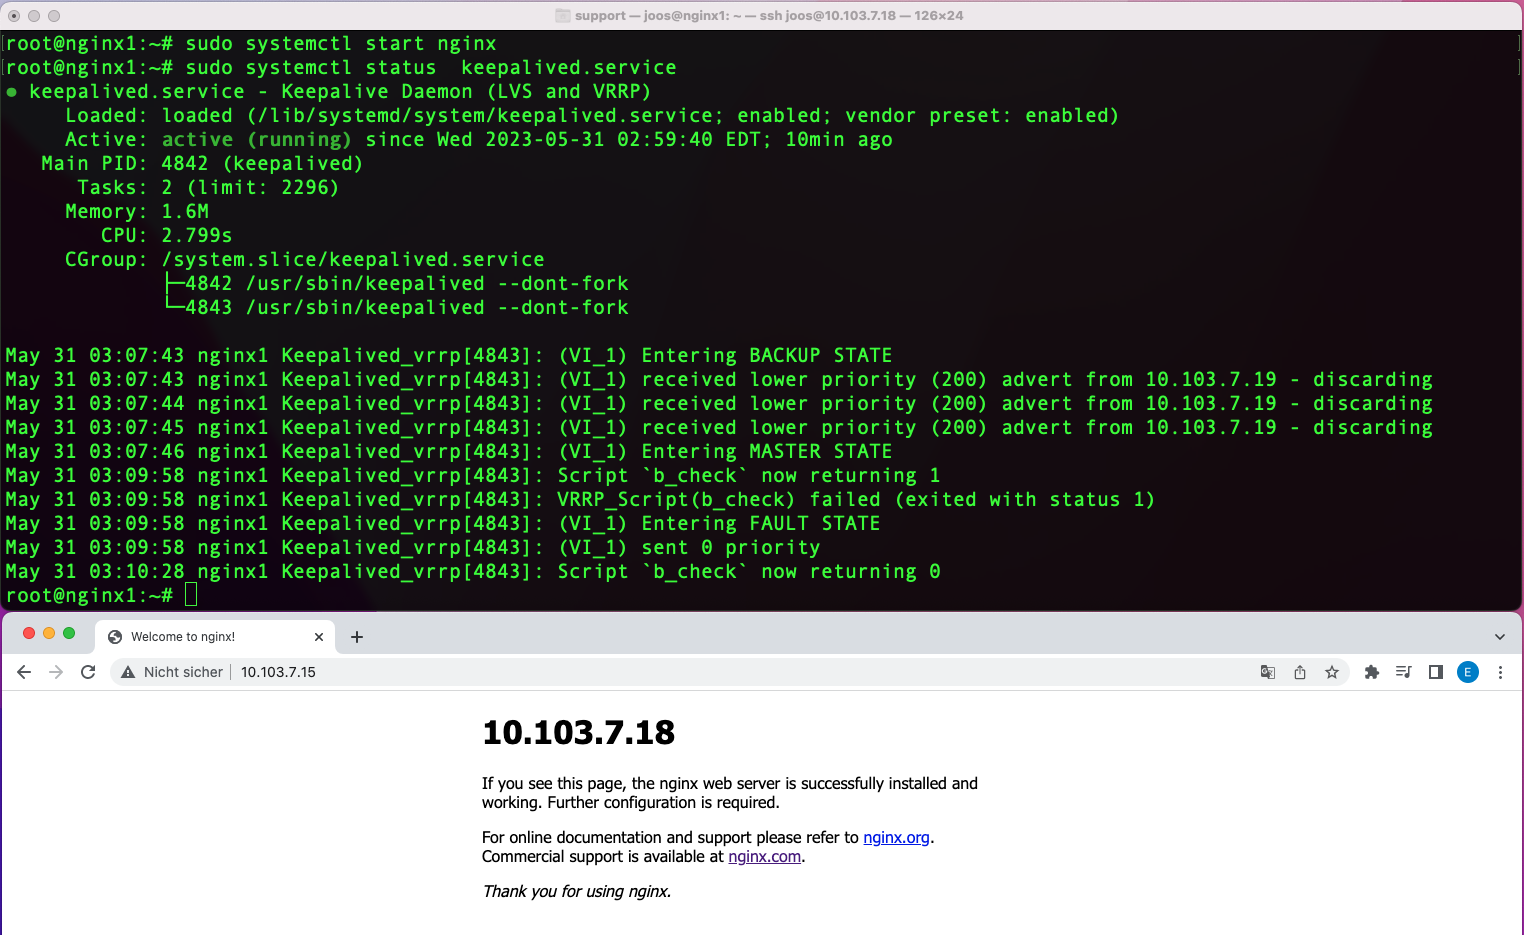 support — joos@nginx1: ~ — ssh joos@10.103.7.18 — 126×24
[root@nginx1:~# sudo systemctl start nginx ]
[root@nginx1:~# sudo systemctl status  keepalived.service ]
● keepalived.service - Keepalive Daemon (LVS and VRRP)
Loaded: loaded (/lib/systemd/system/keepalived.service; enabled; vendor preset: enabled)
Active: active (running) since Wed 2023-05-31 02:59:40 EDT; 10min ago
Main PID: 4842 (keepalived)
Tasks: 2 (limit: 2296)
Memory: 1.6M
CPU: 2.799s
CGroup: /system.slice/keepalived.service
├─4842 /usr/sbin/keepalived --dont-fork
└─4843 /usr/sbin/keepalived --dont-fork
May 31 03:07:43 nginx1 Keepalived_vrrp[4843]: (VI_1) Entering BACKUP STATE
May 31 03:07:43 nginx1 Keepalived_vrrp[4843]: (VI_1) received lower priority (200) advert from 10.103.7.19 - discarding
May 31 03:07:44 nginx1 Keepalived_vrrp[4843]: (VI_1) received lower priority (200) advert from 10.103.7.19 - discarding
May 31 03:07:45 nginx1 Keepalived_vrrp[4843]: (VI_1) received lower priority (200) advert from 10.103.7.19 - discarding
May 31 03:07:46 nginx1 Keepalived_vrrp[4843]: (VI_1) Entering MASTER STATE
May 31 03:09:58 nginx1 Keepalived_vrrp[4843]: Script `b_check` now returning 1
May 31 03:09:58 nginx1 Keepalived_vrrp[4843]: VRRP_Script(b_check) failed (exited with status 1)
May 31 03:09:58 nginx1 Keepalived_vrrp[4843]: (VI_1) Entering FAULT STATE
May 31 03:09:58 nginx1 Keepalived_vrrp[4843]: (VI_1) sent 0 priority
May 31 03:10:28 nginx1 Keepalived_vrrp[4843]: Script `b_check` now returning 0
root@nginx1:~#
Welcome to nginx!
Nicht sicher | 10.103.7.15
E
10.103.7.18
If you see this page, the nginx web server is successfully installed and
working. Further configuration is required.
For online documentation and support please refer to nginx.org.
Commercial support is available at nginx.com.
Thank you for using nginx.